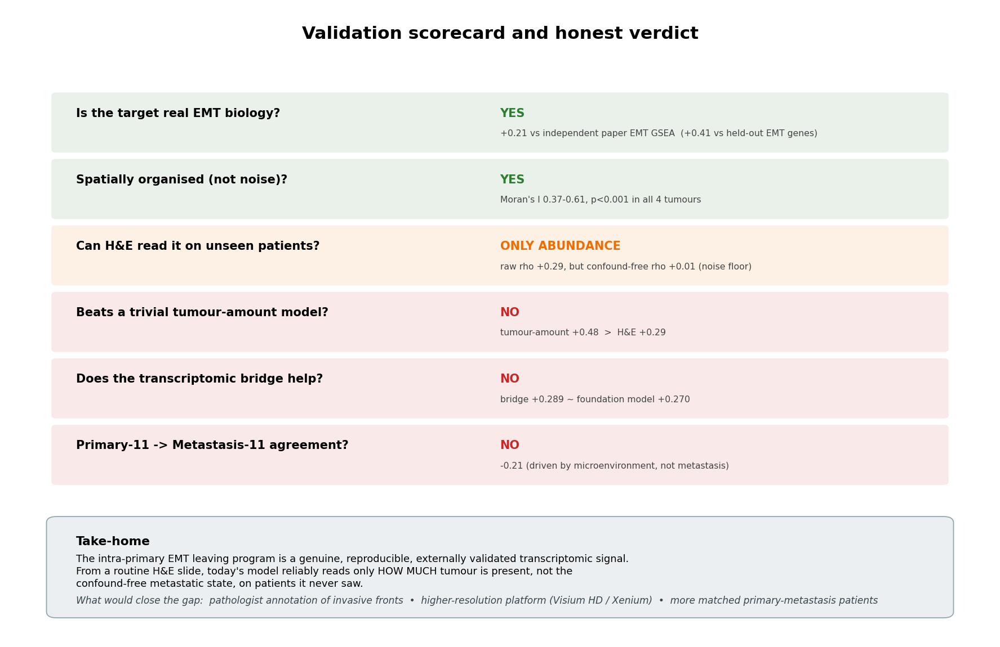 Validation scorecard and honest verdict
Is the target real EMT biology?
YES
+0.21 vs independent paper EMT GSEA  (+0.41 vs held-out EMT genes)
Spatially organised (not noise)?
YES
Moran's I 0.37-0.61, p<0.001 in all 4 tumours
Can H&E read it on unseen patients?
ONLY ABUNDANCE
raw rho +0.29, but confound-free rho +0.01 (noise floor)
Beats a trivial tumour-amount model?
NO
tumour-amount +0.48  >  H&E +0.29
Does the transcriptomic bridge help?
NO
bridge +0.289 ~ foundation model +0.270
Primary-11 -> Metastasis-11 agreement?
NO
-0.21 (driven by microenvironment, not metastasis)
Take-home
The intra-primary EMT leaving program is a genuine, reproducible, externally validated transcriptomic signal.
From a routine H&E slide, today's model reliably reads only HOW MUCH tumour is present, not the
confound-free metastatic state, on patients it never saw.
What would close the gap:  pathologist annotation of invasive fronts  •  higher-resolution platform (Visium HD / Xenium)  •  more matched primary-metastasis patients